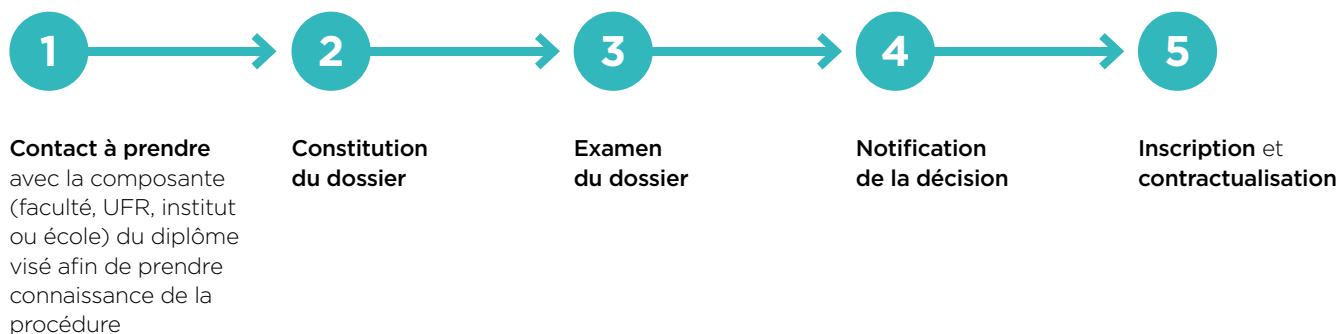 1
2
3
4
5
Contact à prendre
avec la composante
(faculté, UFR, institut
ou école) du diplôme
visé afin de prendre
connaissance de la
procédure
Constitution
du dossier
Examen
du dossier
Notification
de la décision
Inscription et
contractualisation